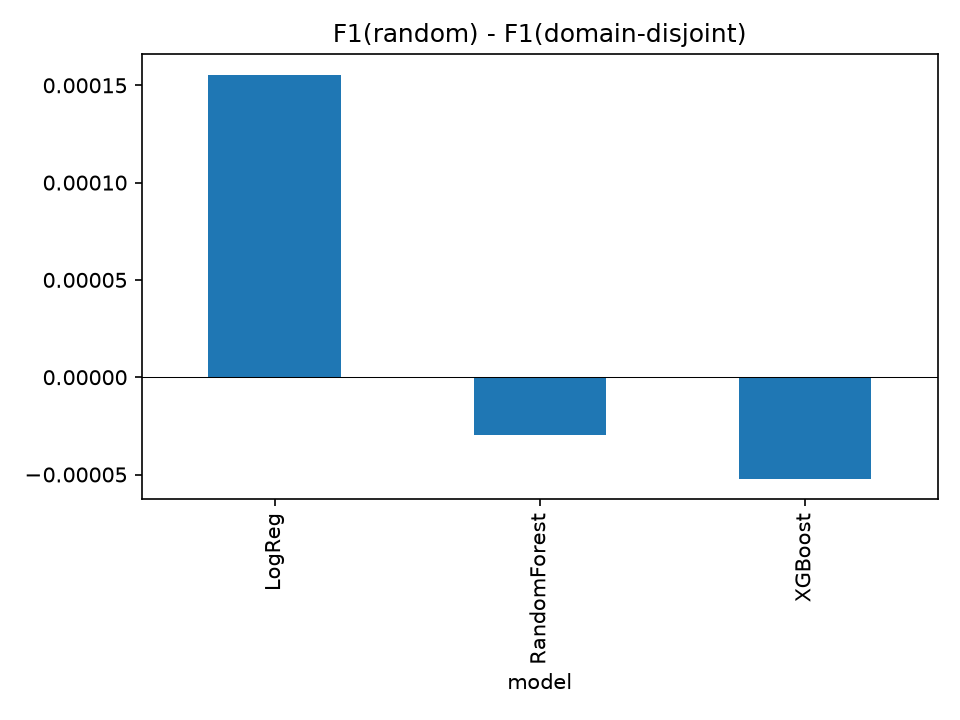 F1(random) - F1(domain-disjoint)
0.00015
0.00010
0.00005
0.00000
−0.00005
LogReg
RandomForest
XGBoost
model